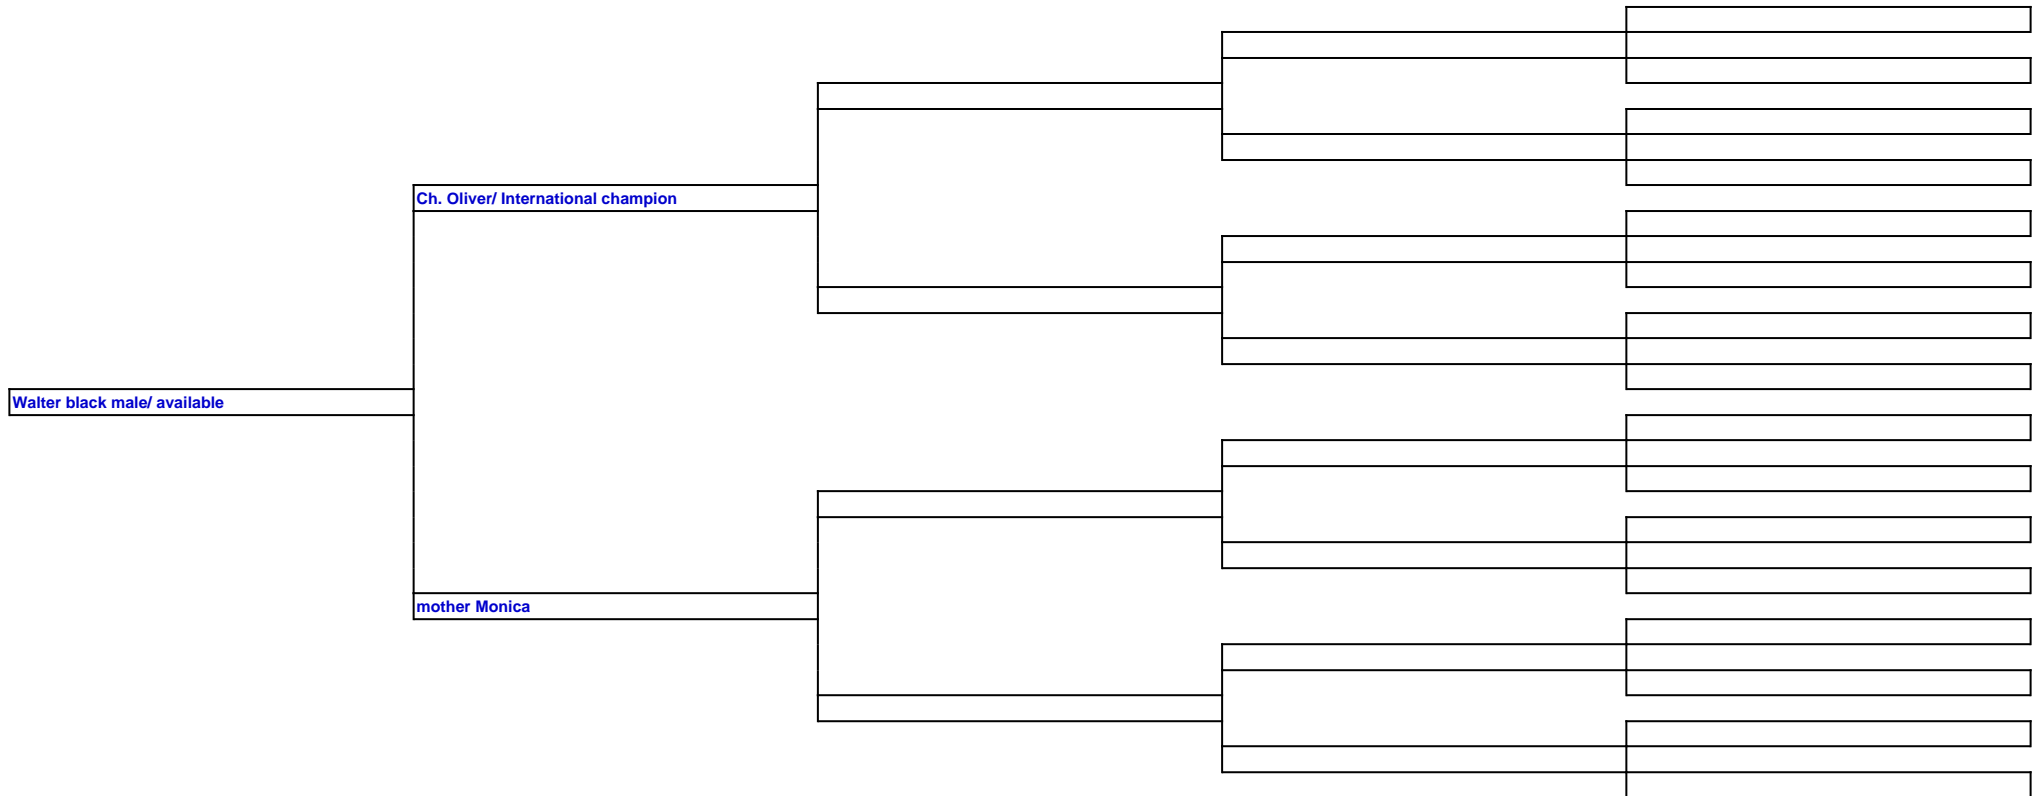 Ch. Oliver/ International champion
Walter black male/ available
mother Monica